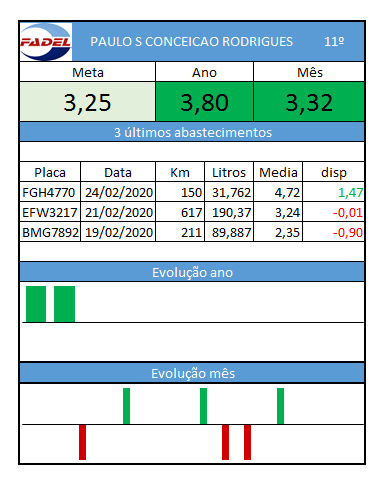 FADEL PAULO S CONCEICAO RODRIGUES 11º
Meta Ano Mês
3,25 3,80 3,32
3 últimos abastecimentos
Placa Data Km Litros Media disp
FGH4770 24/02/2020 150 31,762 4,72 1,47
EFW3217 21/02/2020 617 190,37 3,24 -0,01
BMG7892 19/02/2020 211 89,887 2,35 -0,90
Evolução ano
Evolução mês